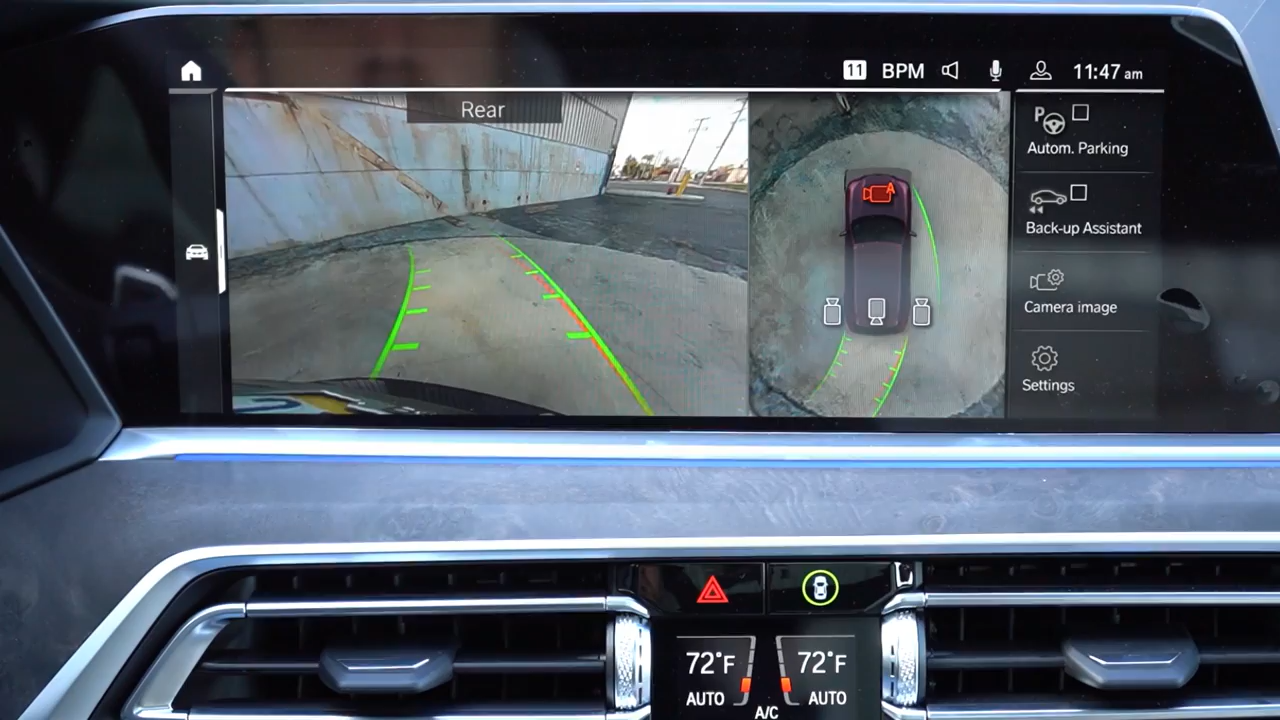 11 BPM 11:47 am
Rear
A
P
Autom. Parking
Back-up Assistant
Camera image
Settings
72°F 72°F
AUTO AUTO
A/C